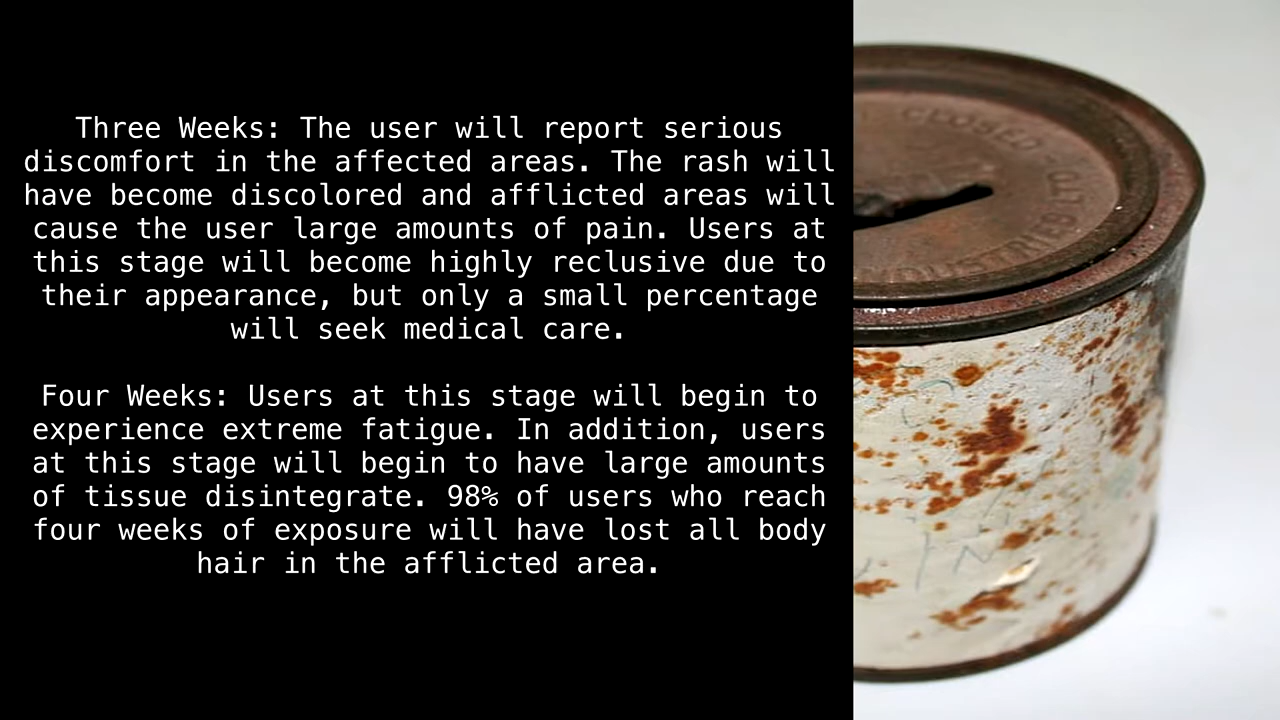 Three Weeks: The user will report serious
discomfort in the affected areas. The rash will
have become discolored and afflicted areas will
cause the user large amounts of pain. Users at
this stage will become highly reclusive due to
their appearance, but only a small percentage
will seek medical care.
Four Weeks: Users at this stage will begin to
experience extreme fatigue. In addition, users
at this stage will begin to have large amounts
of tissue disintegrate. 98% of users who reach
four weeks of exposure will have lost all body
hair in the afflicted area.
CLOSED
LTD